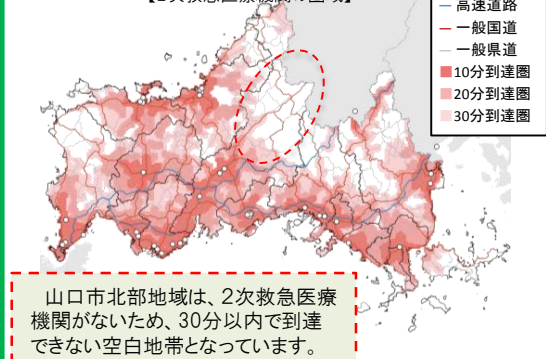 高速道路
一般国道
一般県道
10分到達圏
20分到達圏
30分到達圏
山口市北部地域は、2次救急医療
機関がないため、30分以内で到達
できない空白地帯となっています。